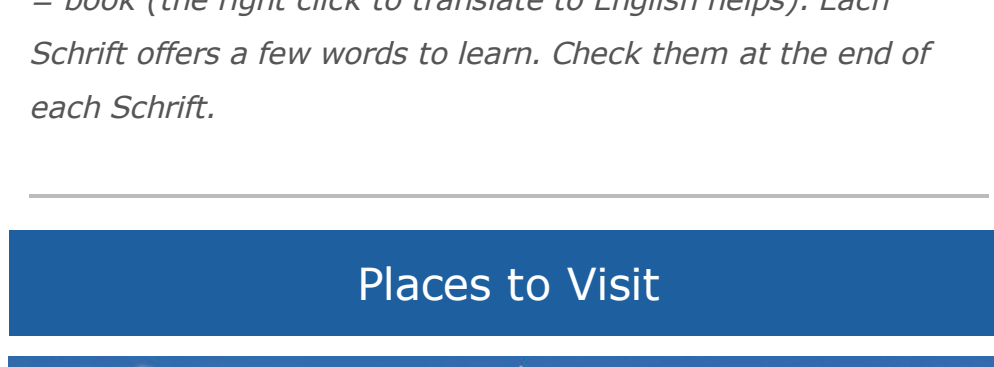 = book (the right click to translate to English helps). Each
Schrift offers a few words to learn. Check them at the end of
each Schrift.
Places to Visit